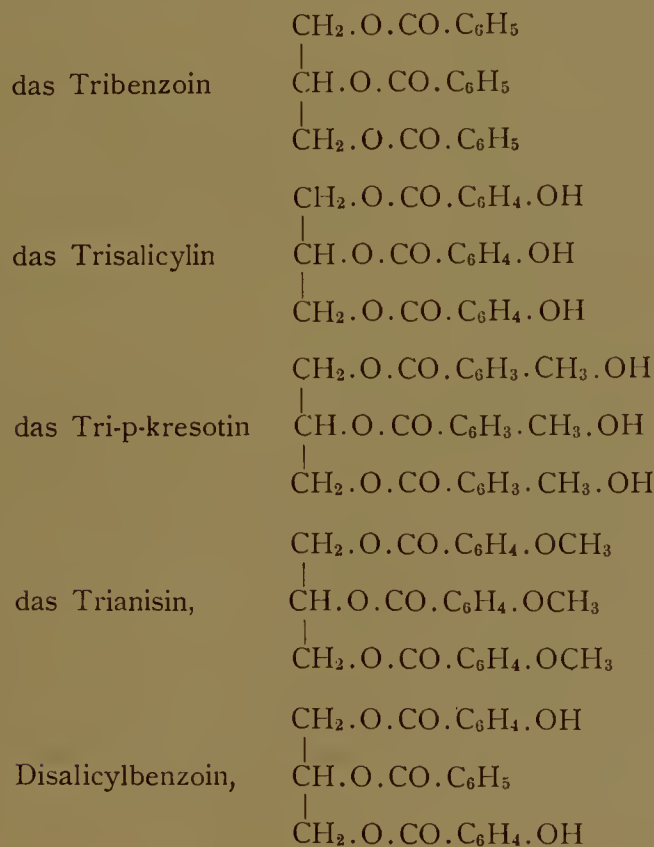 CH₂.O.CO.C₆H₅
|
das Tribenzoin CH.O.CO.C₆H₅
|
CH₂.O.CO.C₆H₅
CH₂.O.CO.C₆H₄.OH
|
das Trisalicylin CH.O.CO.C₆H₄.OH
|
CH₂.O.CO.C₆H₄.OH
CH₂.O.CO.C₆H₃.CH₃.OH
|
das Tri-p-kresotin CH.O.CO.C₆H₃.CH₃.OH
|
CH₂.O.CO.C₆H₃.CH₃.OH
CH₂.O.CO.C₆H₄.OCH₃
|
das Trianisin, CH.O.CO.C₆H₄.OCH₃
|
CH₂.O.CO.C₆H₄.OCH₃
CH₂.O.CO.C₆H₄.OH
|
Disalicylbenzoin, CH.O.CO.C₆H₅
|
CH₂.O.CO.C₆H₄.OH